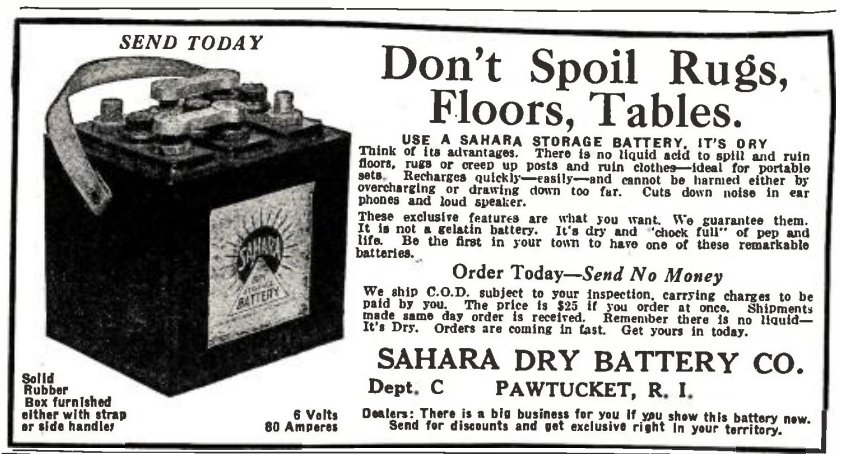 SEND TODAY
Don't Spoil Rugs,
Floors, Tables.
USE A SAHARA STORAGE BATTERY, IT'S DRY
Think of its advantages. There is no liquid acid to spill and ruin
floors, rugs or creep up posts and ruin clothes—ideal for portable
sets. Recharges quickly—easily—and cannot be harmed either by
overcharging or drawing down too far. Cuts down noise in ear
phones and loud speaker.
These exclusive features are what you want. We guarantee them.
It is not a gelatin battery. It's dry and "chock full" of pep and
life. Be the first in your town to have one of these remarkable
batteries.
Order Today—Send No Money
We ship C.O.D. subject to your inspection, carrying charges to be
paid by you. The price is $25 if you order at once. Shipments
made same day order is received. Remember there is no liquid—
It's Dry. Orders are coming in fast. Get yours in today.
SAHARA DRY BATTERY CO.
Dept. C PAWTUCKET, R. I.
Dealers: There is a big business for you if you show this battery now.
Send for discounts and get exclusive right in your territory.
SAHARA
DRY
STORAGE
BATTERY
Solid
Rubber
Box furnished
either with strap
or side handles
6 Volts
80 Amperes